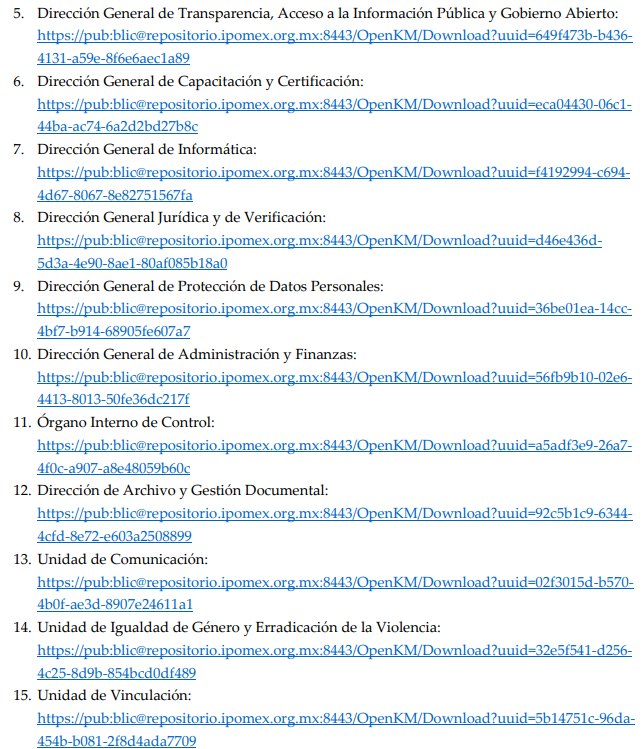 5. Dirección General de Transparencia, Acceso a la Información Pública y Gobierno Abierto:
https://pub:blic@repositorio.ipomex.org.mx:8443/OpenKM/Download?uuid=649f473b-b436-
4131-a59e-8f6e6aec1a89
6. Dirección General de Capacitación y Certificación:
https://pub:blic@repositorio.ipomex.org.mx:8443/OpenKM/Download?uuid=eca04430-06c1-
44ba-ac74-6a2d2bd27b8c
7. Dirección General de Informática:
https://pub:blic@repositorio.ipomex.org.mx:8443/OpenKM/Download?uuid=f4192994-c694-
4d67-8067-8e82751567fa
8. Dirección General Jurídica y de Verificación:
https://pub:blic@repositorio.ipomex.org.mx:8443/OpenKM/Download?uuid=d46e436d-
5d3a-4e90-8ae1-80af085b18a0
9. Dirección General de Protección de Datos Personales:
https://pub:blic@repositorio.ipomex.org.mx:8443/OpenKM/Download?uuid=36be01ea-14cc-
4bf7-b914-68905fe607a7
10. Dirección General de Administración y Finanzas:
https://pub:blic@repositorio.ipomex.org.mx:8443/OpenKM/Download?uuid=56fb9b10-02e6-
4413-8013-50fe36dc217f
11. Órgano Interno de Control:
https://pub:blic@repositorio.ipomex.org.mx:8443/OpenKM/Download?uuid=a5adf3e9-26a7-
4f0c-a907-a8e48059b60c
12. Dirección de Archivo y Gestión Documental:
https://pub:blic@repositorio.ipomex.org.mx:8443/OpenKM/Download?uuid=92c5b1c9-6344-
4cfd-8e72-e603a2508899
13. Unidad de Comunicación:
https://pub:blic@repositorio.ipomex.org.mx:8443/OpenKM/Download?uuid=02f3015d-b570-
4b0f-ae3d-8907e24611a1
14. Unidad de Igualdad de Género y Erradicación de la Violencia:
https://pub:blic@repositorio.ipomex.org.mx:8443/OpenKM/Download?uuid=32e5f541-d256-
4c25-8d9b-854bcd0df489
15. Unidad de Vinculación:
https://pub:blic@repositorio.ipomex.org.mx:8443/OpenKM/Download?uuid=5b14751c-96da-
454b-b081-2f8d4ada7709